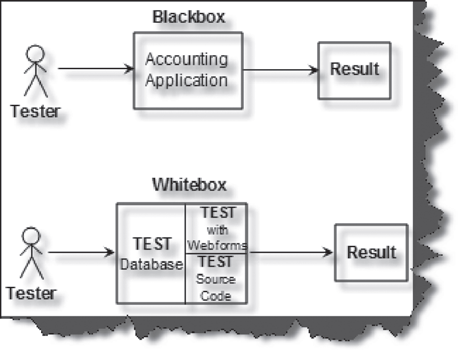 Blackbox
Accounting
Application
Result
Tester
Whitebox
TEST
Database
TEST
with
Webforms
TEST
Source
Code
Result
Tester